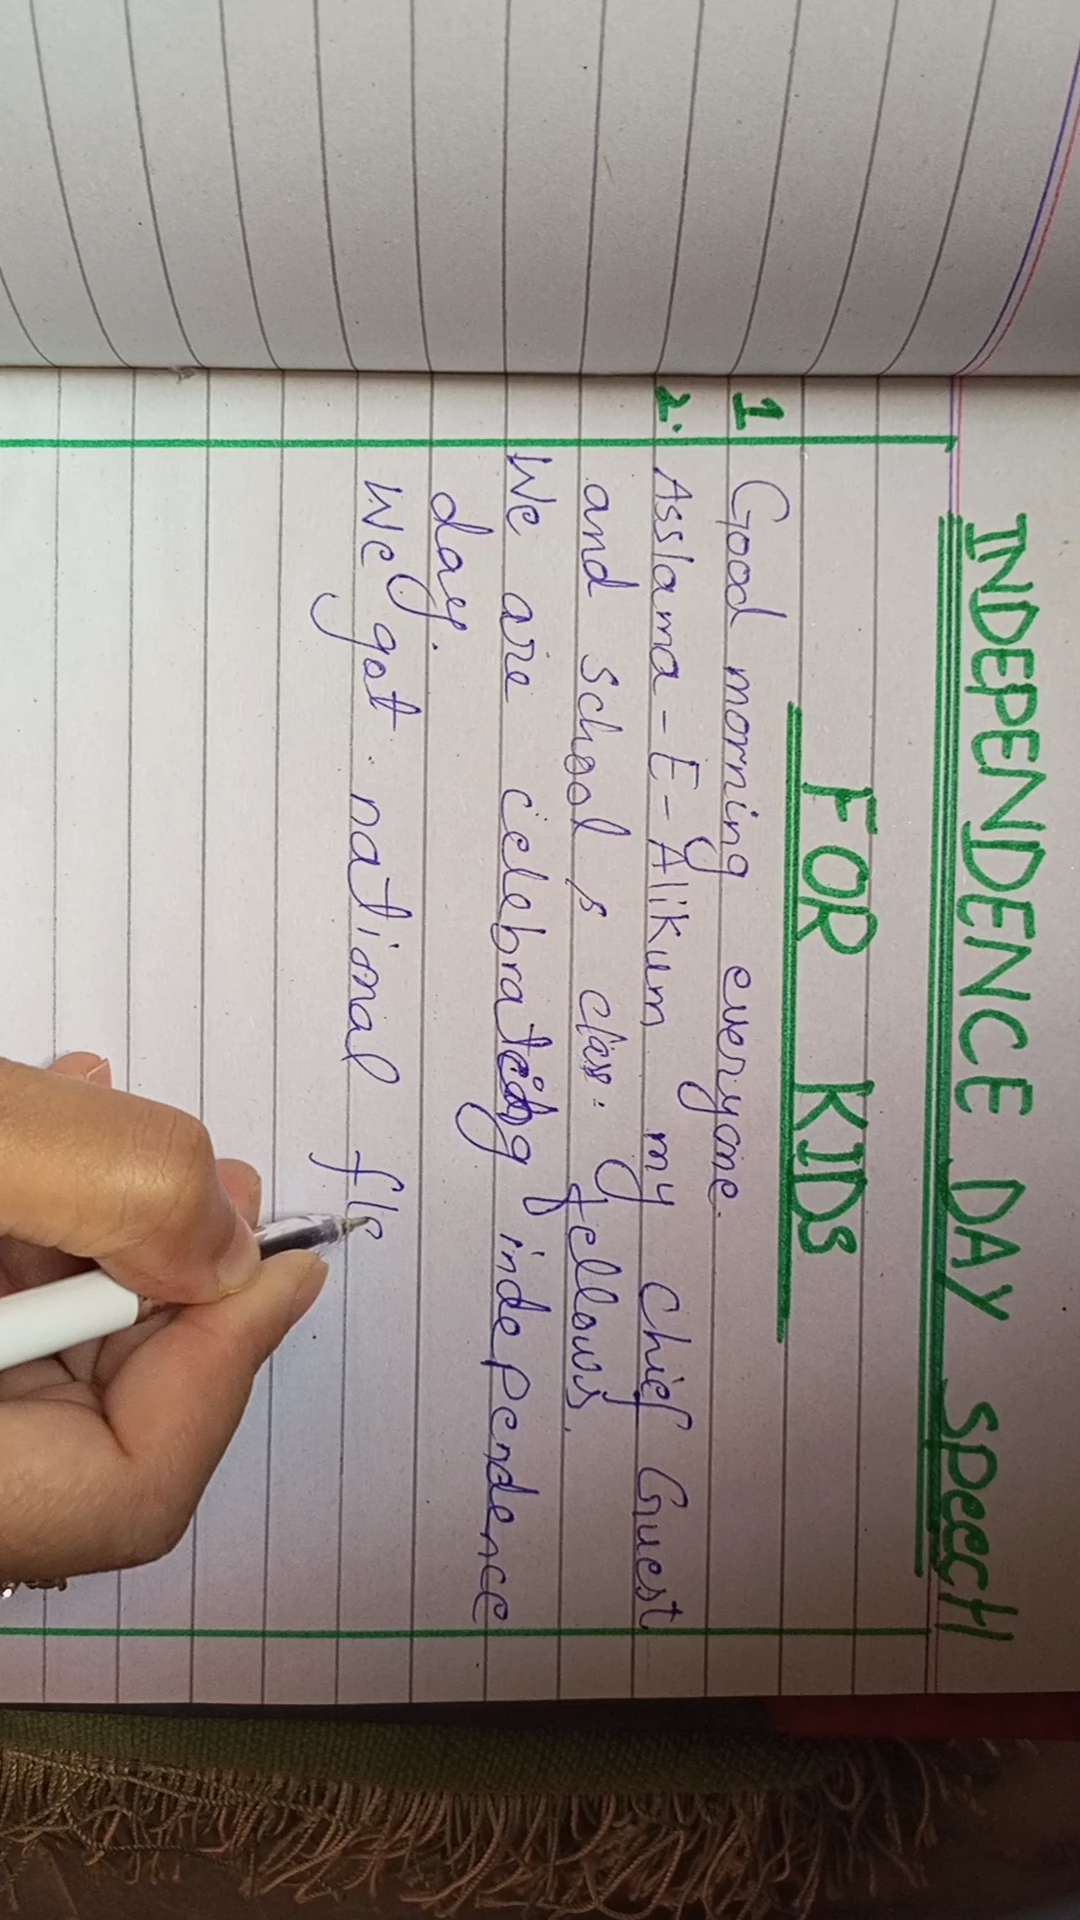 INDEPENDENCE DAY SPEECH
FOR KIDS
1 Good morning everyone.
2. Asslama-E-Alikum my Chief Guest
and School s class. fellows.
We are celebrating independence
day.
We got national fla